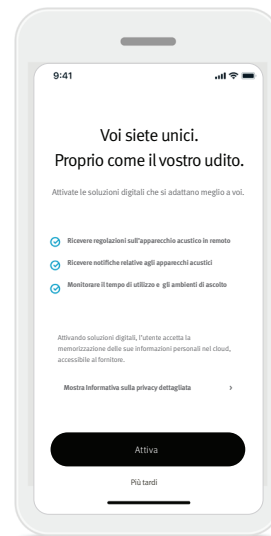 9:41
Voi siete unici.
Proprio come il vostro udito.
Attivate le soluzioni digitali che si adattano meglio a voi.
Ricevere regolazioni sull'apparecchio acustico in remoto
Ricevere notifiche relative agli apparecchi acustici
Monitorare il tempo di utilizzo e gli ambienti di ascolto
Attivando soluzioni digitali, l'utente accetta la
memorizzazione delle sue informazioni personali nel cloud,
accessibile al fornitore.
Mostra Informativa sulla privacy dettagliata
Attiva
Più tardi